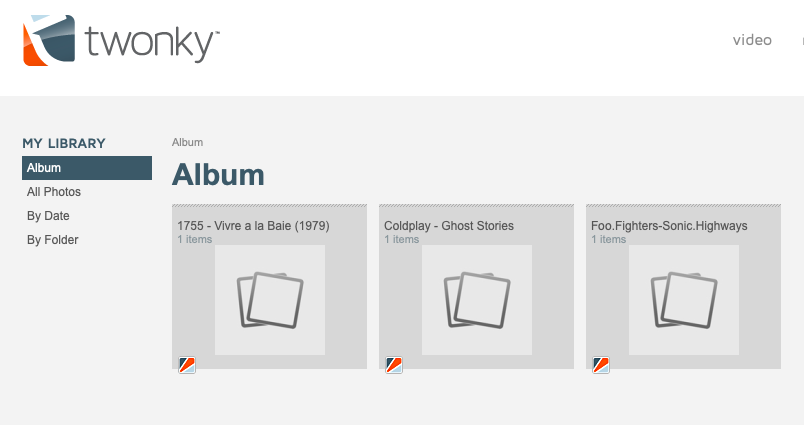 twonky™
video
MY LIBRARY
Album
All Photos
By Date
By Folder
Album
Album
1755 - Vivre a la Baie (1979)
1 items
Coldplay - Ghost Stories
1 items
Foo.Fighters-Sonic.Highways
1 items